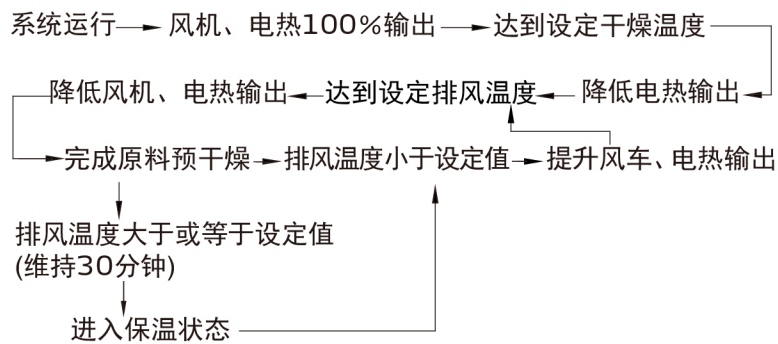 系统运行 风机、电热100%输出 达到设定干燥温度
降低风机、电热输出 达到设定排风温度 降低电热输出
完成原料预干燥 排风温度小于设定值 提升风车、电热输出
排风温度大于或等于设定值
(维持30分钟)
进入保温状态